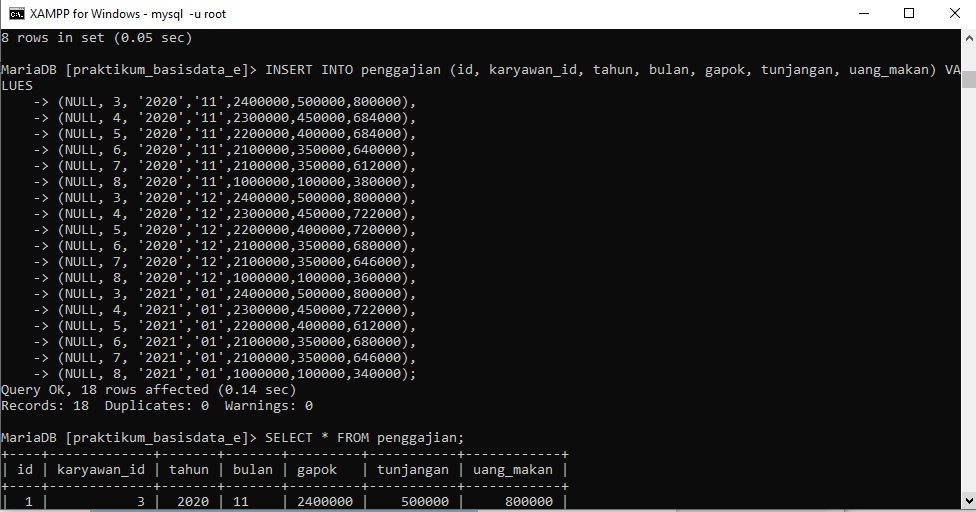 XAMPP for Windows - mysql -u root
8 rows in set (0.05 sec)
MariaDB [praktikum_basisdata_e]> INSERT INTO penggajian (id, karyawan_id, tahun, bulan, gapok, tunjangan, uang_makan) VA
LUES
-> (NULL, 3, '2020','11',2400000,500000,800000),
-> (NULL, 4, '2020','11',2300000,450000,684000),
-> (NULL, 5, '2020','11',2200000,400000,684000),
-> (NULL, 6, '2020','11',2100000,350000,640000),
-> (NULL, 7, '2020','11',2100000,350000,612000),
-> (NULL, 8, '2020','11',1000000,100000,380000),
-> (NULL, 3, '2020','12',2400000,500000,800000),
-> (NULL, 4, '2020','12',2300000,450000,722000),
-> (NULL, 5, '2020','12',2200000,400000,720000),
-> (NULL, 6, '2020','12',2100000,350000,680000),
-> (NULL, 7, '2020','12',2100000,350000,646000),
-> (NULL, 8, '2020','12',1000000,100000,360000),
-> (NULL, 3, '2021','01',2400000,500000,800000),
-> (NULL, 4, '2021','01',2300000,450000,722000),
-> (NULL, 5, '2021','01',2200000,400000,612000),
-> (NULL, 6, '2021','01',2100000,350000,680000),
-> (NULL, 7, '2021','01',2100000,350000,646000),
-> (NULL, 8, '2021','01',1000000,100000,340000);
Query OK, 18 rows affected (0.14 sec)
Records: 18  Duplicates: 0  Warnings: 0
MariaDB [praktikum_basisdata_e]> SELECT * FROM penggajian;
+----+-------------+-------+-------+---------+-----------+------------+
| id | karyawan_id | tahun | bulan | gapok   | tunjangan | uang_makan |
+----+-------------+-------+-------+---------+-----------+------------+
|  1 |           3 |  2020 | 11    | 2400000 |    500000 |     800000 |